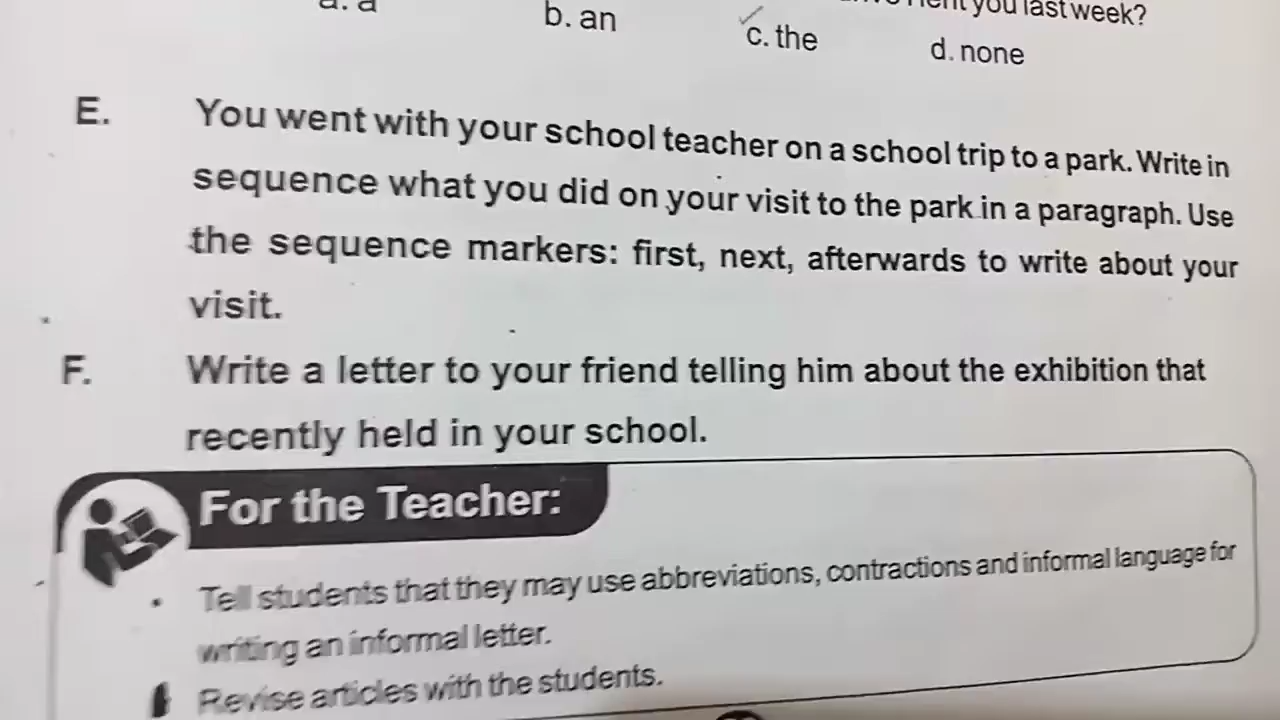 a. a b. an c. the d. none
you last week?
E. You went with your school teacher on a school trip to a park. Write in
sequence what you did on your visit to the park in a paragraph. Use
the sequence markers: first, next, afterwards to write about your
visit.
F. Write a letter to your friend telling him about the exhibition that
recently held in your school.
For the Teacher:
• Tell students that they may use abbreviations, contractions and informal language for
writing an informal letter.
Revise articles with the students.